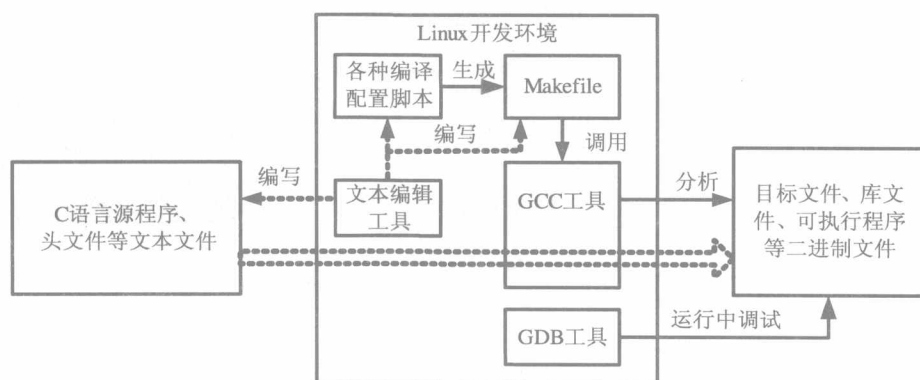 Linux开发环境
各种编译
配置脚本
生成
Makefile
编写
调用
编写
文本编辑
工具
GCC工具
分析
C语言源程序、
头文件等文本文件
目标文件、库文
件、可执行程序
等二进制文件
GDB工具
运行中调试